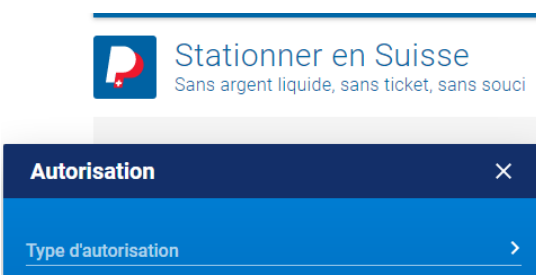 Stationner en Suisse
Sans argent liquide, sans ticket, sans souci
Autorisation
Type d'autorisation